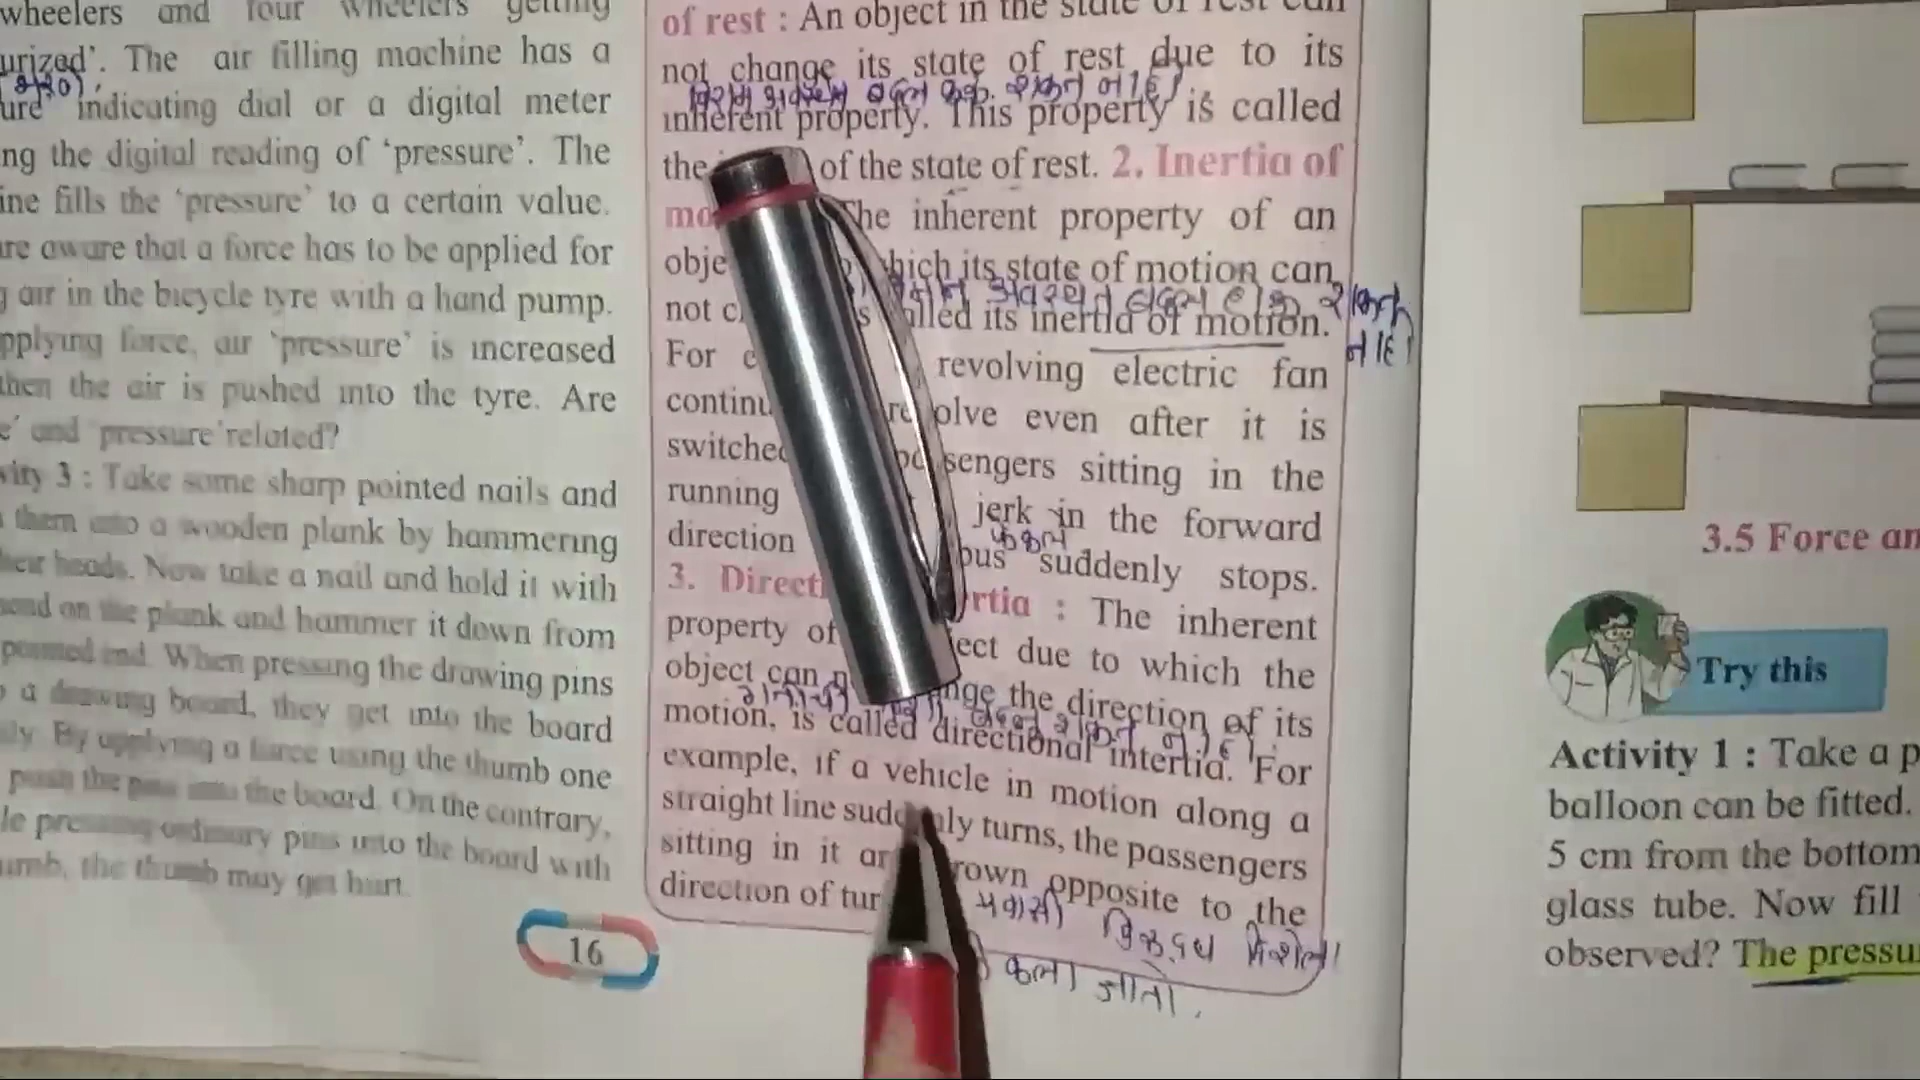 wheelers and four wheelers getting
urized'. The air filling machine has a
ure' indicating dial or a digital meter
ng the digital reading of 'pressure'. The
ine fills the 'pressure' to a certain value.
are aware that a force has to be applied for
g air in the bicycle tyre with a hand pump.
pplying force, air 'pressure' is increased
then the air is pushed into the tyre. Are
e' and 'pressure' related?
vity 3 : Take some sharp pointed nails and
them into a wooden plank by hammering
heir heads. Now take a nail and hold it with
head on the plank and hammer it down from
pointed end. When pressing the drawing pins
a drawing board, they get into the board
ly. By applying a force using the thumb one
push the pins into the board. On the contrary,
le pressing ordinary pins into the board with
umb, the thumb may get hurt.
16
of rest : An object in the state of rest can
not change its state of rest due to its
inherent property. This property is called
the of the state of rest. 2. Inertia of
mo The inherent property of an
obje which its state of motion can
not c s called its inertia of motion.
For e revolving electric fan
continu re olve even after it is
switched sengers sitting in the
running jerk in the forward
direction bus suddenly stops.
3. Directi rtia : The inherent
property of ect due to which the
object can nge the direction of its
motion, is called directional intertia. For
example, if a vehicle in motion along a
straight line suddenly turns, the passengers
sitting in it ar rown opposite to the
direction of tur
प्रवासी विरुद्ध दिशेला
फेकला जातो.
3.5 Force an
Try this
Activity 1 : Take a p
balloon can be fitted.
5 cm from the bottom
glass tube. Now fill
observed? The pressu